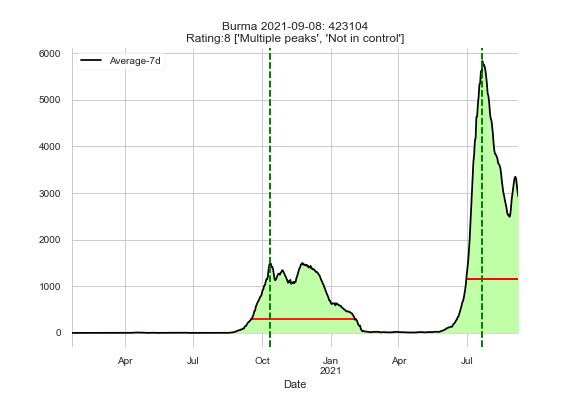 Burma 2021-09-08: 423104
Rating:8 ['Multiple peaks', 'Not in control']
Average-7d
6000
5000
4000
3000
2000
1000
0
Apr
Jul
Oct
Jan
2021
Apr
Jul
Date